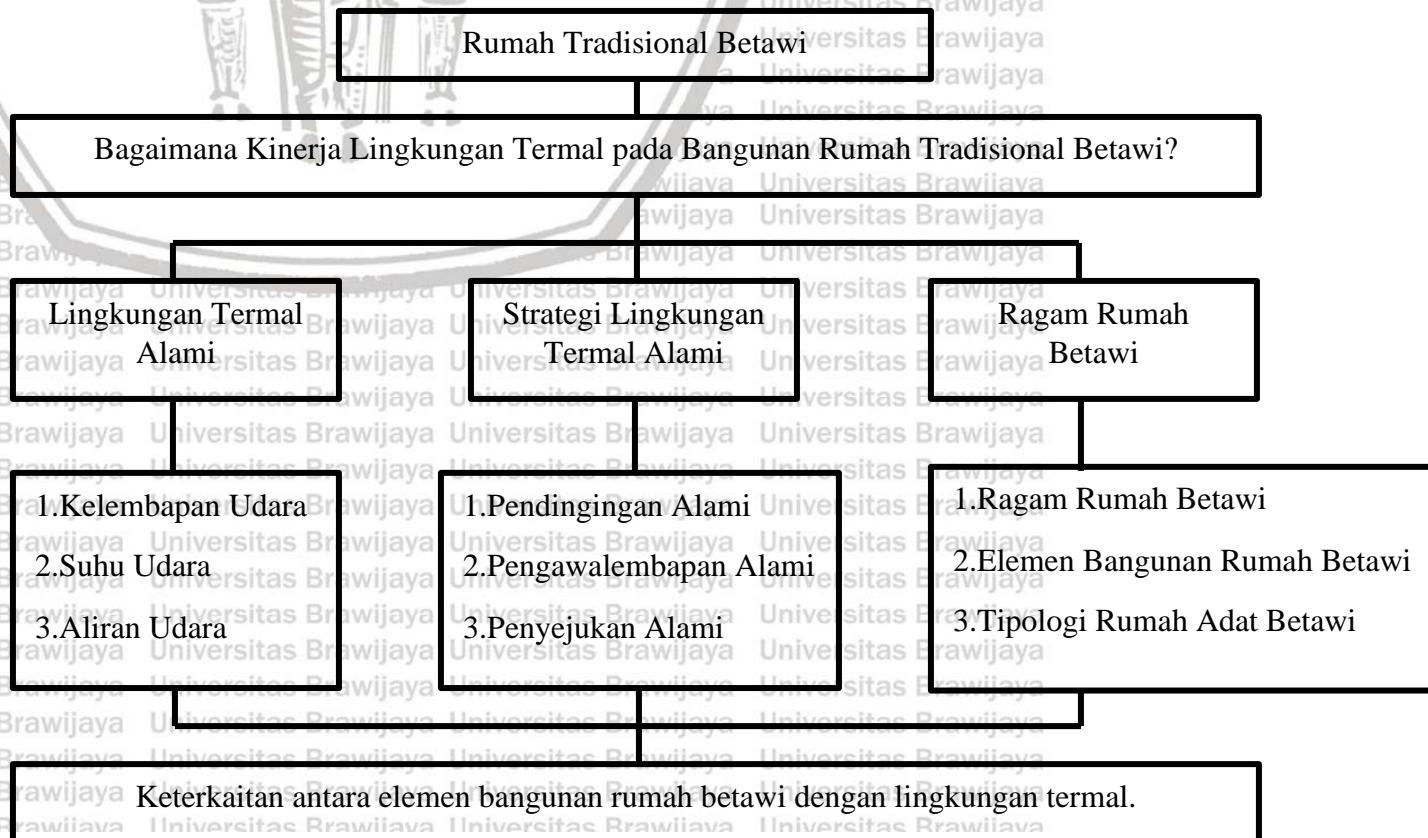 Rumah Tradisional Betawi
Bagaimana Kinerja Lingkungan Termal pada Bangunan Rumah Tradisional Betawi?
Lingkungan Termal
Alami
Strategi Lingkungan
Termal Alami
Ragam Rumah
Betawi
1.Kelembapan Udara
2.Suhu Udara
3.Aliran Udara
1.Pendingingan Alami
2.Pengawalembapan Alami
3.Penyejukan Alami
1.Ragam Rumah Betawi
2.Elemen Bangunan Rumah Betawi
3.Tipologi Rumah Adat Betawi
Keterkaitan antara elemen bangunan rumah betawi dengan lingkungan termal.
Universitas Brawijaya